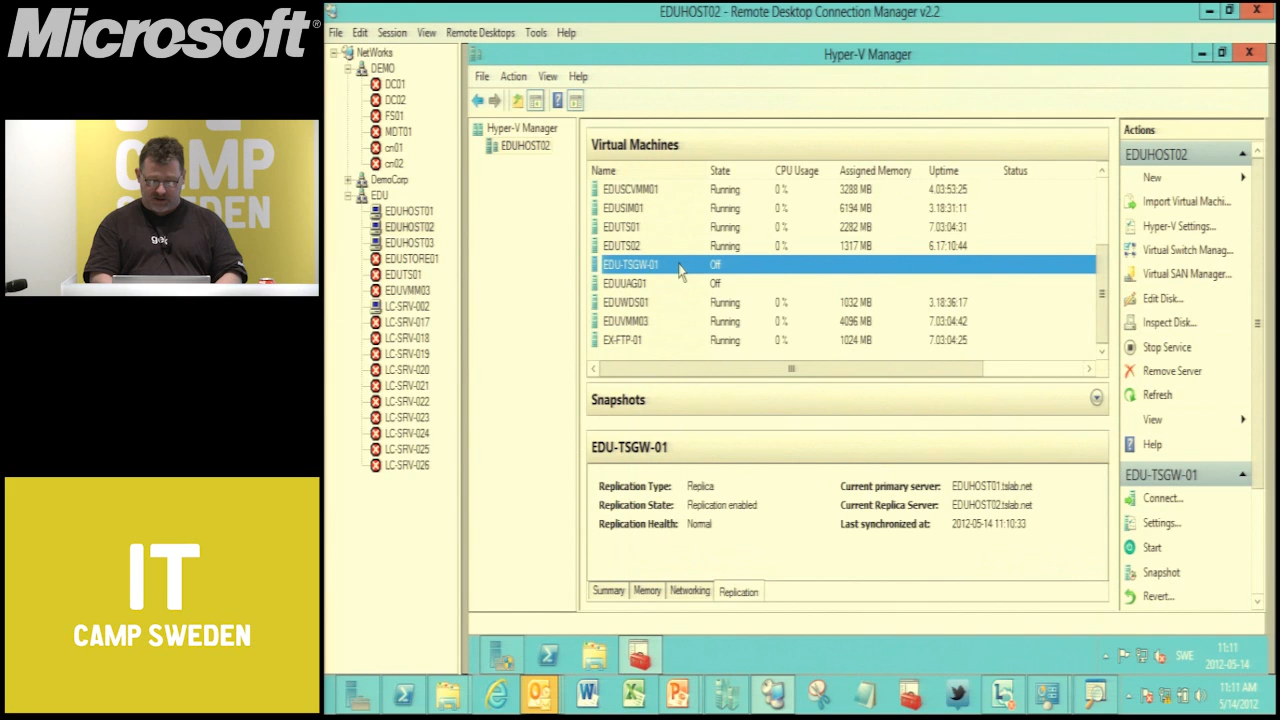 Microsoft®
CAMP
SWEDEN
IT
CAMP SWEDEN
EDUHOST02 - Remote Desktop Connection Manager v2.2
File Edit Session View Remote Desktops Tools Help
NetWorks
DEMO
DC01
DC02
FS01
MDT01
cn01
cn02
DemoCorp
EDU
EDUHOST01
EDUHOST02
EDUHOST03
EDUSTORE01
EDUTS01
EDUVMM03
LC-SRV-002
LC-SRV-017
LC-SRV-018
LC-SRV-019
LC-SRV-020
LC-SRV-021
LC-SRV-022
LC-SRV-023
LC-SRV-024
LC-SRV-025
LC-SRV-026
Hyper-V Manager
File Action View Help
Hyper-V Manager
EDUHOST02
Virtual Machines
Name State CPU Usage Assigned Memory Uptime Status
EDUSCVMM01 Running 0 % 3288 MB 4.03:53:25
EDUSIM01 Running 0 % 6194 MB 3.18:31:11
EDUTS01 Running 0 % 2282 MB 7.03:04:31
EDUTS02 Running 0 % 1317 MB 6.17:10:44
EDU-TSGW-01 Off
EDUUAG01 Off
EDUWDS01 Running 0 % 1032 MB 3.18:36:17
EDUVMM03 Running 0 % 4096 MB 7.03:04:42
EX-FTP-01 Running 0 % 1024 MB 7.03:04:25
Snapshots
EDU-TSGW-01
Replication Type: Replica Current primary server: EDUHOST01.tslab.net
Replication State: Replication enabled Current Replica Server: EDUHOST02.tslab.net
Replication Health: Normal Last synchronized at: 2012-05-14 11:10:33
Summary Memory Networking Replication
Actions
EDUHOST02
New
Import Virtual Machi...
Hyper-V Settings...
Virtual Switch Manag...
Virtual SAN Manager...
Edit Disk...
Inspect Disk...
Stop Service
Remove Server
Refresh
View
Help
EDU-TSGW-01
Connect...
Settings...
Start
Snapshot
Revert...
SWE 11:11
2012-05-14
11:11 AM
5/14/2012